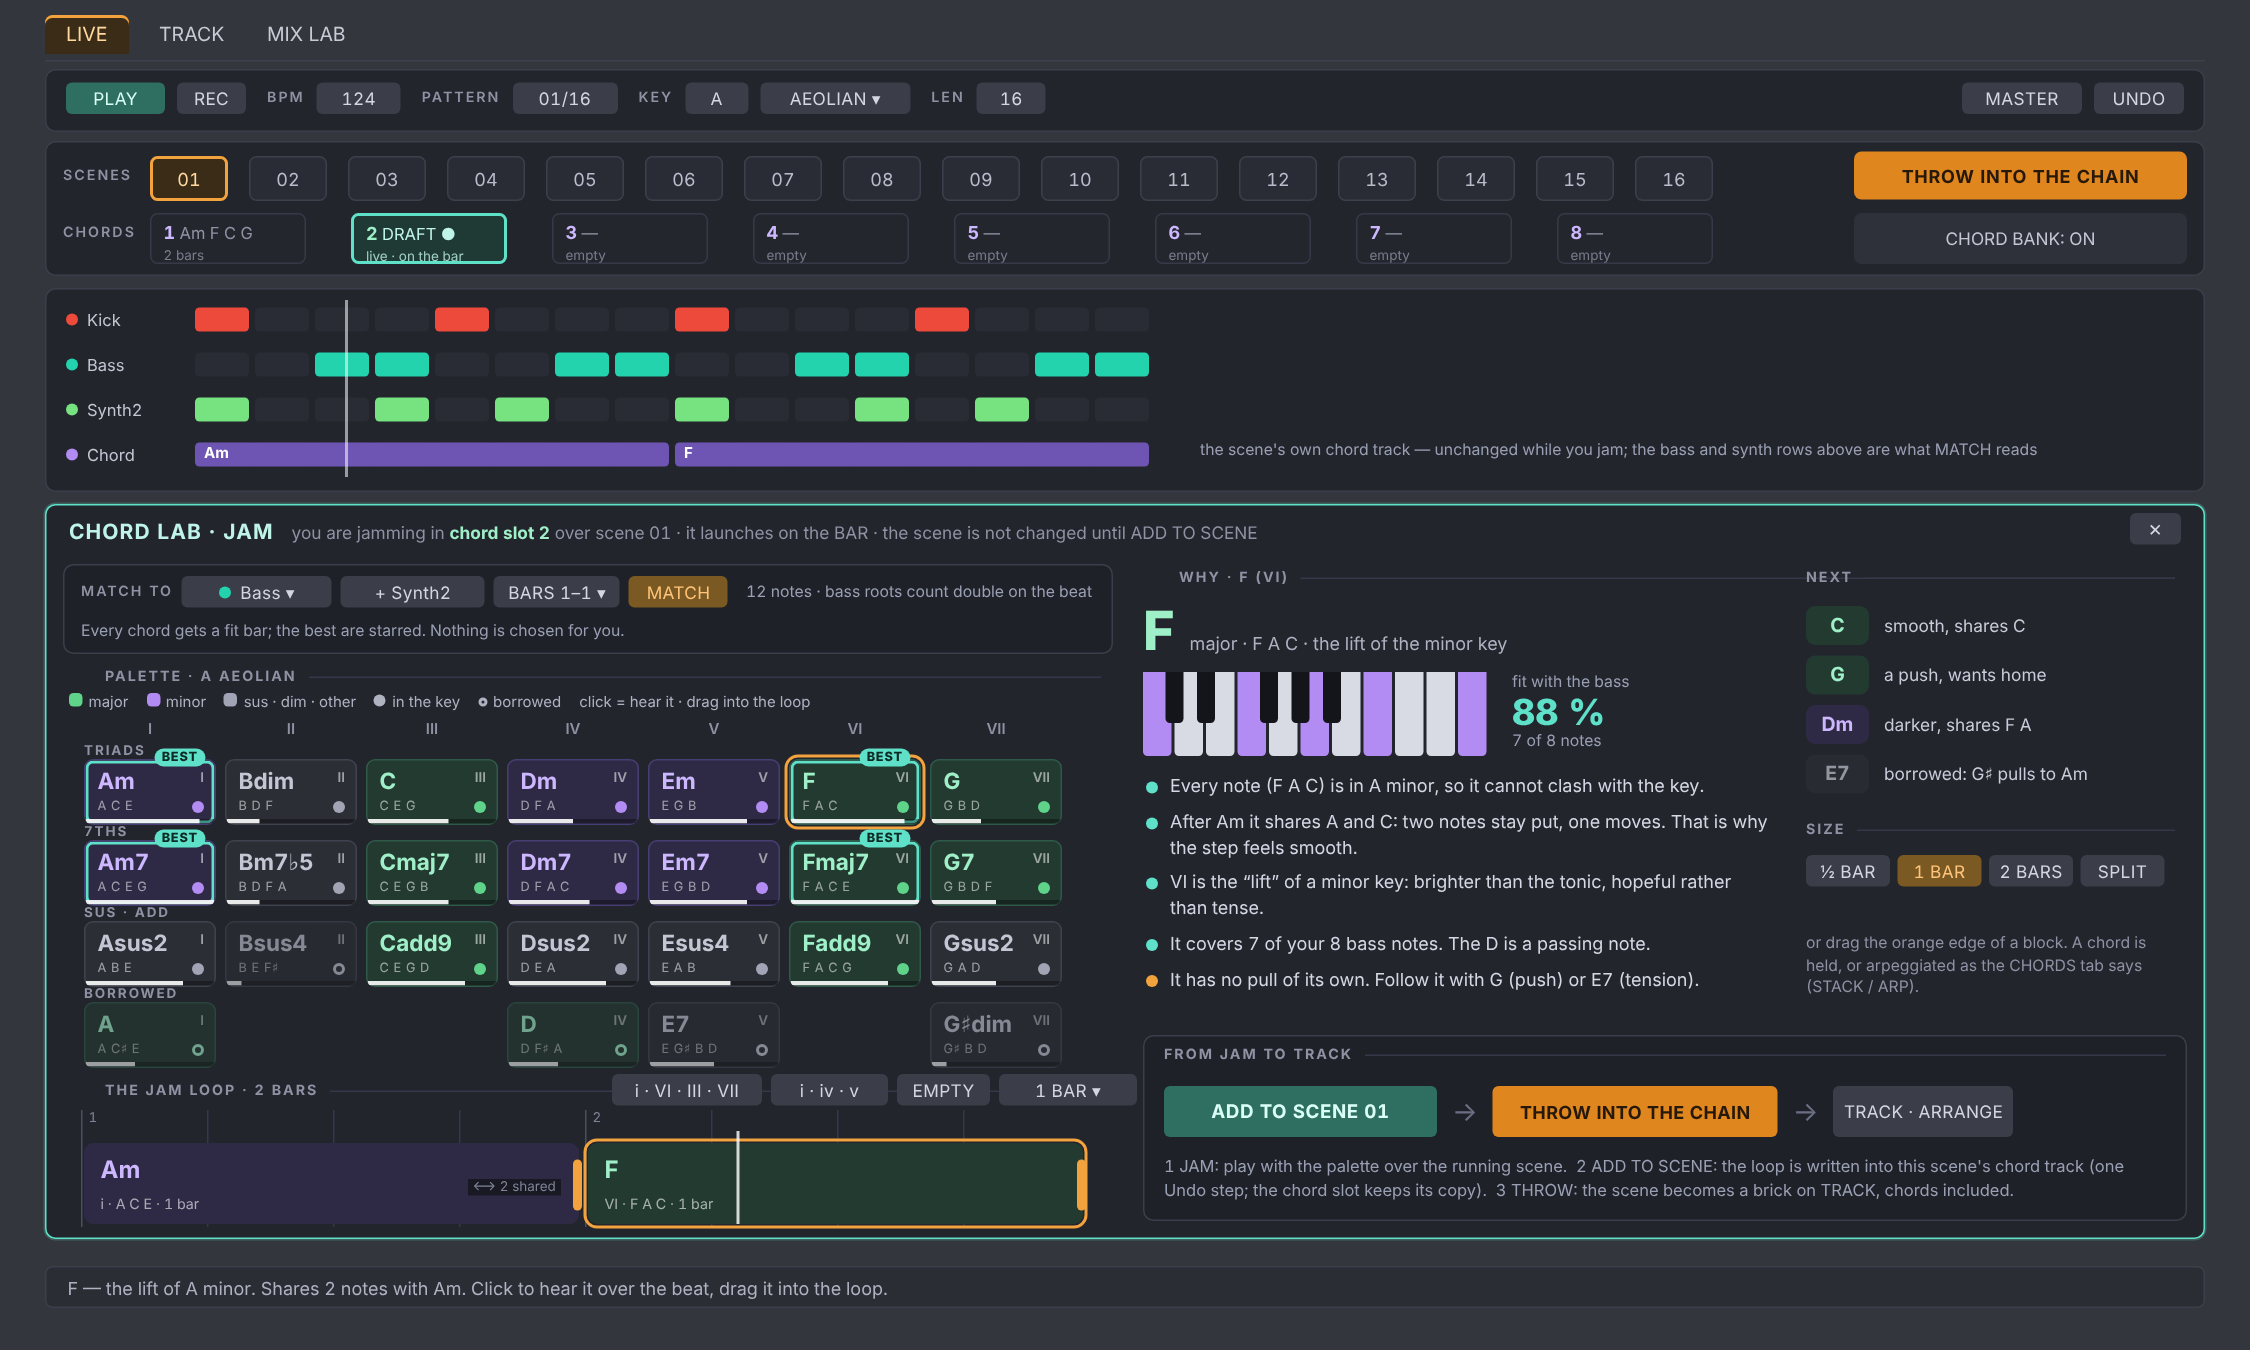 LIVE TRACK MIX LAB
PLAY REC BPM 124 PATTERN 01/16 KEY A AEOLIAN ▾ LEN 16 MASTER UNDO
SCENES 01 02 03 04 05 06 07 08 09 10 11 12 13 14 15 16 THROW INTO THE CHAIN
CHORDS 1 Am F C G 2 DRAFT ● 3 — 4 — 5 — 6 — 7 — 8 — CHORD BANK: ON
2 bars live · on the bar empty empty empty empty empty empty
Kick
Bass
Synth2
Chord Am F the scene's own chord track — unchanged while you jam; the bass and synth rows above are what MATCH reads
CHORD LAB · JAM you are jamming in chord slot 2 over scene 01 · it launches on the BAR · the scene is not changed until ADD TO SCENE ✕
MATCH TO Bass ▾ + Synth2 BARS 1–1 ▾ MATCH 12 notes · bass roots count double on the beat
Every chord gets a fit bar; the best are starred. Nothing is chosen for you.
PALETTE · A AEOLIAN
major minor sus · dim · other in the key borrowed click = hear it · drag into the loop
I II III IV V VI VII
TRIADS BEST BEST
Am I Bdim II C III Dm IV Em V F VI G VII
A C E B D F C E G D F A E G B F A C G B D
7THS BEST BEST
Am7 I Bm7♭5 II Cmaj7 III Dm7 IV Em7 V Fmaj7 VI G7 VII
A C E G B D F A C E G B D F A C E G B D F A C E G B D F
SUS · ADD
Asus2 I Bsus4 II Cadd9 III Dsus2 IV Esus4 V Fadd9 VI Gsus2 VII
A B E B E F♯ C E G D D E A E A B F A C G G A D
BORROWED
A I D IV E7 V G♯dim VII
A C♯ E D F♯ A E G♯ B D G♯ B D
THE JAM LOOP · 2 BARS i · VI · III · VII i · iv · v EMPTY 1 BAR ▾
1 2
Am F
↔ 2 shared
i · A C E · 1 bar VI · F A C · 1 bar
WHY · F (VI)
F major · F A C · the lift of the minor key
fit with the bass
88 %
7 of 8 notes
Every note (F A C) is in A minor, so it cannot clash with the key.
After Am it shares A and C: two notes stay put, one moves. That is why
the step feels smooth.
VI is the “lift” of a minor key: brighter than the tonic, hopeful rather
than tense.
It covers 7 of your 8 bass notes. The D is a passing note.
It has no pull of its own. Follow it with G (push) or E7 (tension).
NEXT
C smooth, shares C
G a push, wants home
Dm darker, shares F A
E7 borrowed: G♯ pulls to Am
SIZE
½ BAR 1 BAR 2 BARS SPLIT
or drag the orange edge of a block. A chord is
held, or arpeggiated as the CHORDS tab says
(STACK / ARP).
FROM JAM TO TRACK
ADD TO SCENE 01 → THROW INTO THE CHAIN → TRACK · ARRANGE
1 JAM: play with the palette over the running scene. 2 ADD TO SCENE: the loop is written into this scene's chord track (one
Undo step; the chord slot keeps its copy). 3 THROW: the scene becomes a brick on TRACK, chords included.
F — the lift of A minor. Shares 2 notes with Am. Click to hear it over the beat, drag it into the loop.